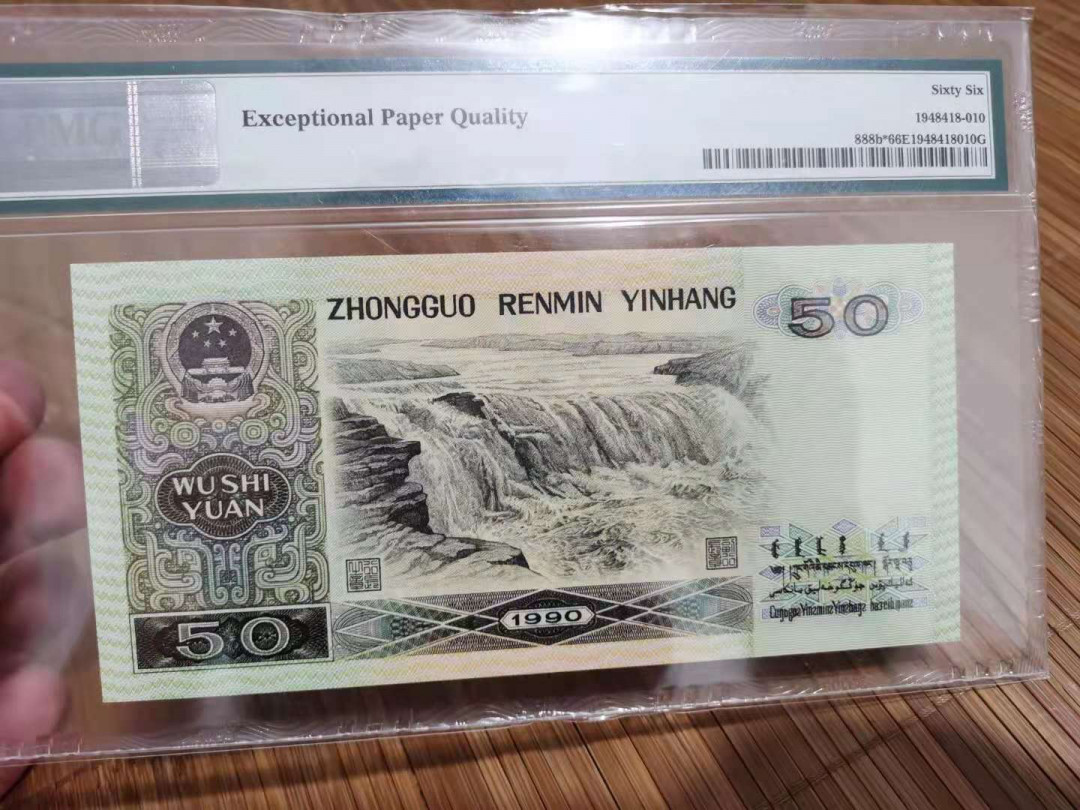 PMG
Exceptional Paper Quality
Sixty Six
1948418-010
888b*66E1948418010G
ZHONGGUO RENMIN YINHANG
50
WU SHI
YUAN
50
1990